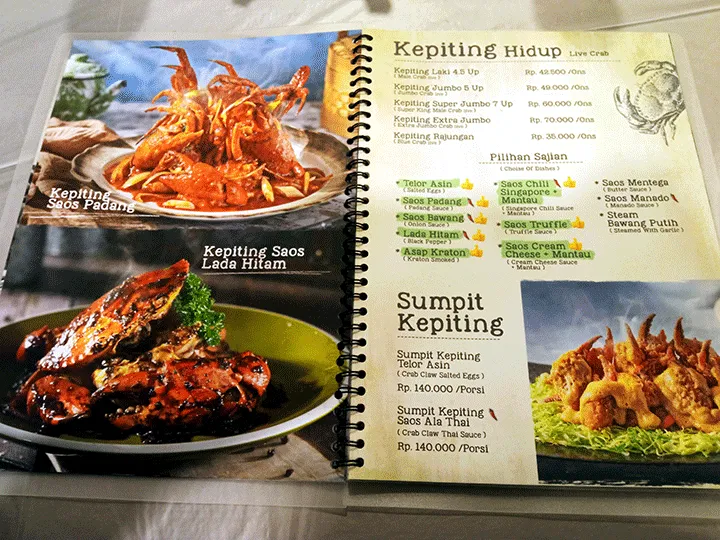 Kepiting
Saos Padang
Kepiting Saos
Lada Hitam
Kepiting Hidup Live Crab
Kepiting Laki 4.5 Up Rp. 42.500 /Ons
( Male Crab live )
Kepiting Jumbo 5 Up Rp. 49.000 /Ons
( Jumbo Crab live )
Kepiting Super Jumbo 7 Up Rp. 60.000 /Ons
( Super King Male Crab live )
Kepiting Extra Jumbo Rp. 70.000 /Ons
( Extra Jumbo Crab live )
Kepiting Rajungan Rp. 35.000 /Ons
( Blue Crab live )
Pilihan Sajian
( Choise Of Dishes )
• Telor Asin
( Salted Eggs )
• Saos Padang
( Padang Sauce )
• Saos Bawang
( Onion Sauce )
• Lada Hitam
( Black Pepper )
• Asap Kraton
( Kraton Smoked )
• Saos Chili
Singapore +
Mantau
( Singapore Chili Sauce
+ Mantau )
• Saos Truffle
( Truffle Sauce )
• Saos Cream
Cheese + Mantau
( Cream Cheese Sauce
+ Mantau )
• Saos Mentega
( Butter Sauce )
• Saos Manado
( Manado Sauce )
• Steam
Bawang Putih
( Steamed With Garlic )
Sumpit
Kepiting
Sumpit Kepiting
Telor Asin
( Crab Claw Salted Eggs )
Rp. 140.000 /Porsi
Sumpit Kepiting
Saos Ala Thai
( Crab Claw Thai Sauce )
Rp. 140.000 /Porsi